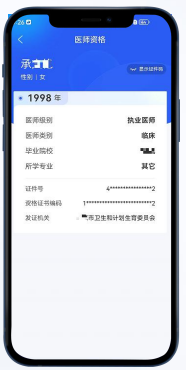 26
医师资格
承
性别 | 女
显示证件照
1998 年
医师级别 执业医师
医师类别 临床
毕业院校
所学专业 其它
证件号 4****************2
资格证书编码 1*************************2
发证机关 市卫生和计划生育委员会